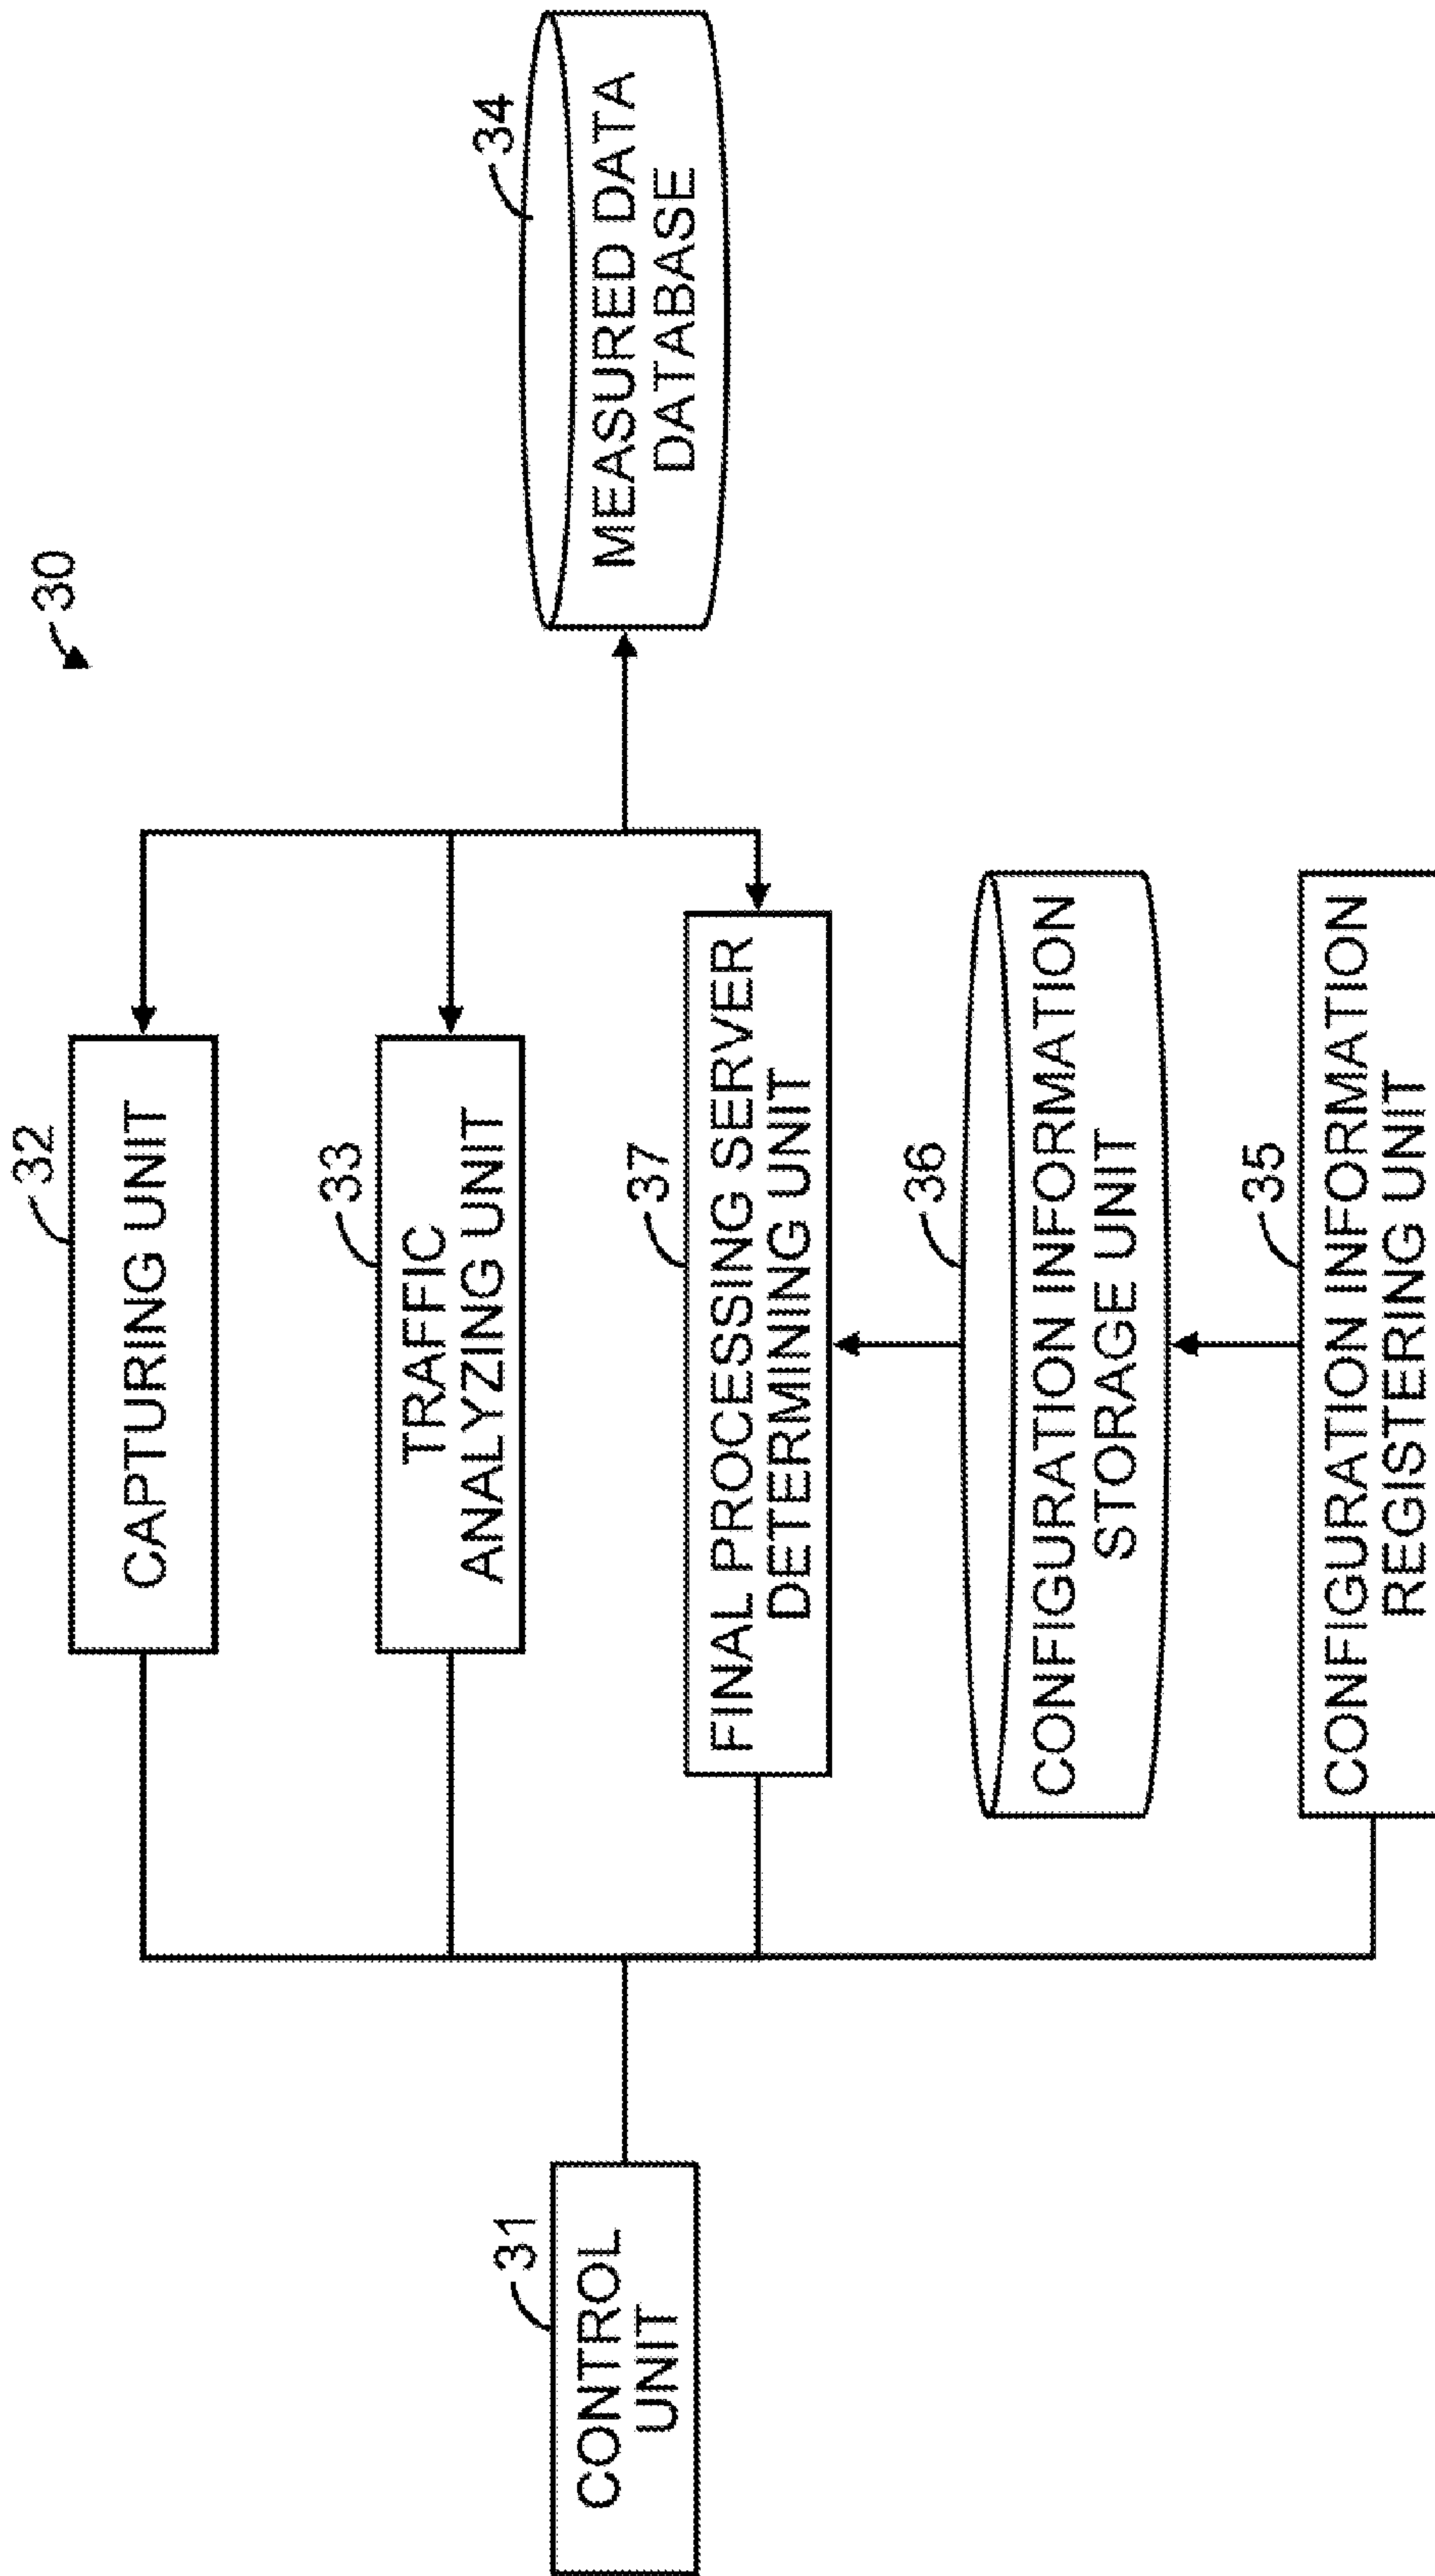 30
32
CAPTURING UNIT
33
TRAFFIC
ANALYZING UNIT
31
CONTROL
UNIT
34
MEASURED DATA
DATABASE
37
FINAL PROCESSING SERVER
DETERMINING UNIT
36
CONFIGURATION INFORMATION
STORAGE UNIT
35
CONFIGURATION INFORMATION
REGISTERING UNIT